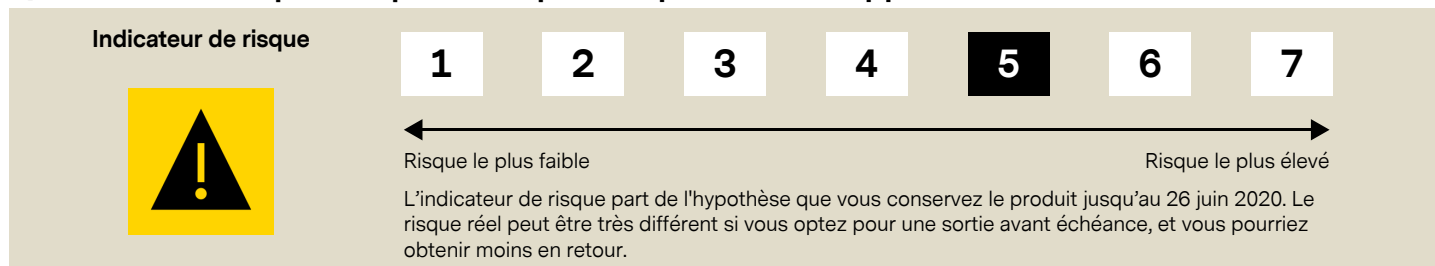 Indicateur de risque
1 2 3 4 5 6 7
Risque le plus faible
Risque le plus élevé
L’indicateur de risque part de l'hypothèse que vous conservez le produit jusqu’au 26 juin 2020. Le
risque réel peut être très différent si vous optez pour une sortie avant échéance, et vous pourriez
obtenir moins en retour.